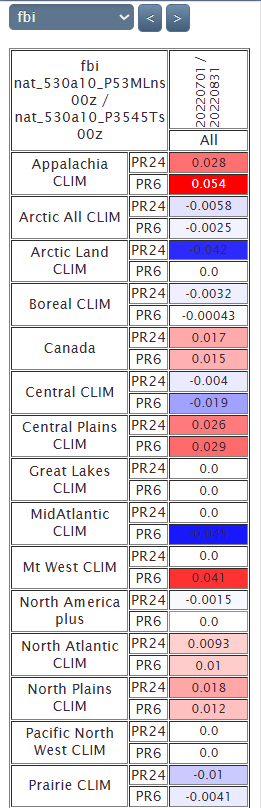 fbi
<
>
fbi
nat_530a10_P53MLns
00z /
nat_530a10_P3545Ts
00z
20220701 /
20220831
All
Appalachia
CLIM
PR24
0.028
PR6
0.054
Arctic All CLIM
PR24
-0.0058
PR6
-0.0025
Arctic Land
CLIM
PR24
-0.042
PR6
0.0
Boreal CLIM
PR24
-0.0032
PR6
-0.00043
Canada
PR24
0.017
PR6
0.015
Central CLIM
PR24
-0.004
PR6
-0.019
Central Plains
CLIM
PR24
0.026
PR6
0.029
Great Lakes
CLIM
PR24
0.0
PR6
0.0
MidAtlantic
CLIM
PR24
0.0
PR6
Mt West CLIM
PR24
0.0
PR6
0.041
North America
plus
PR24
-0.0015
PR6
0.0
North Atlantic
CLIM
PR24
0.0093
PR6
0.01
North Plains
CLIM
PR24
0.018
PR6
0.012
Pacific North
West CLIM
PR24
0.0
PR6
0.0
Prairie CLIM
PR24
-0.01
PR6
-0.0041